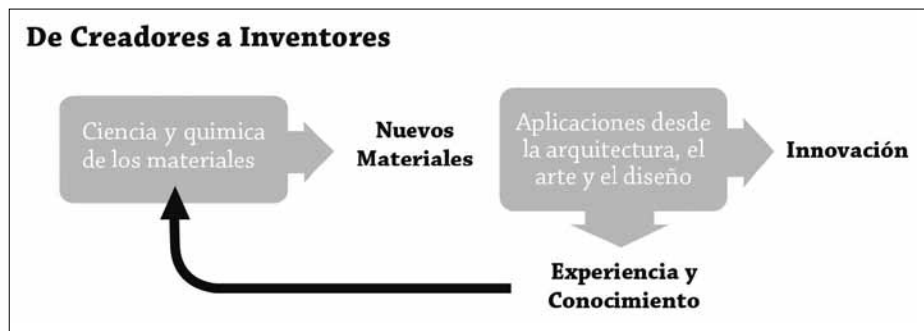 De Creadores a Inventores
Ciencia y quimica
de los materiales
Nuevos
Materiales
Aplicaciones desde
la arquitectura, el
arte y el diseño
Innovación
Experiencia y
Conocimiento